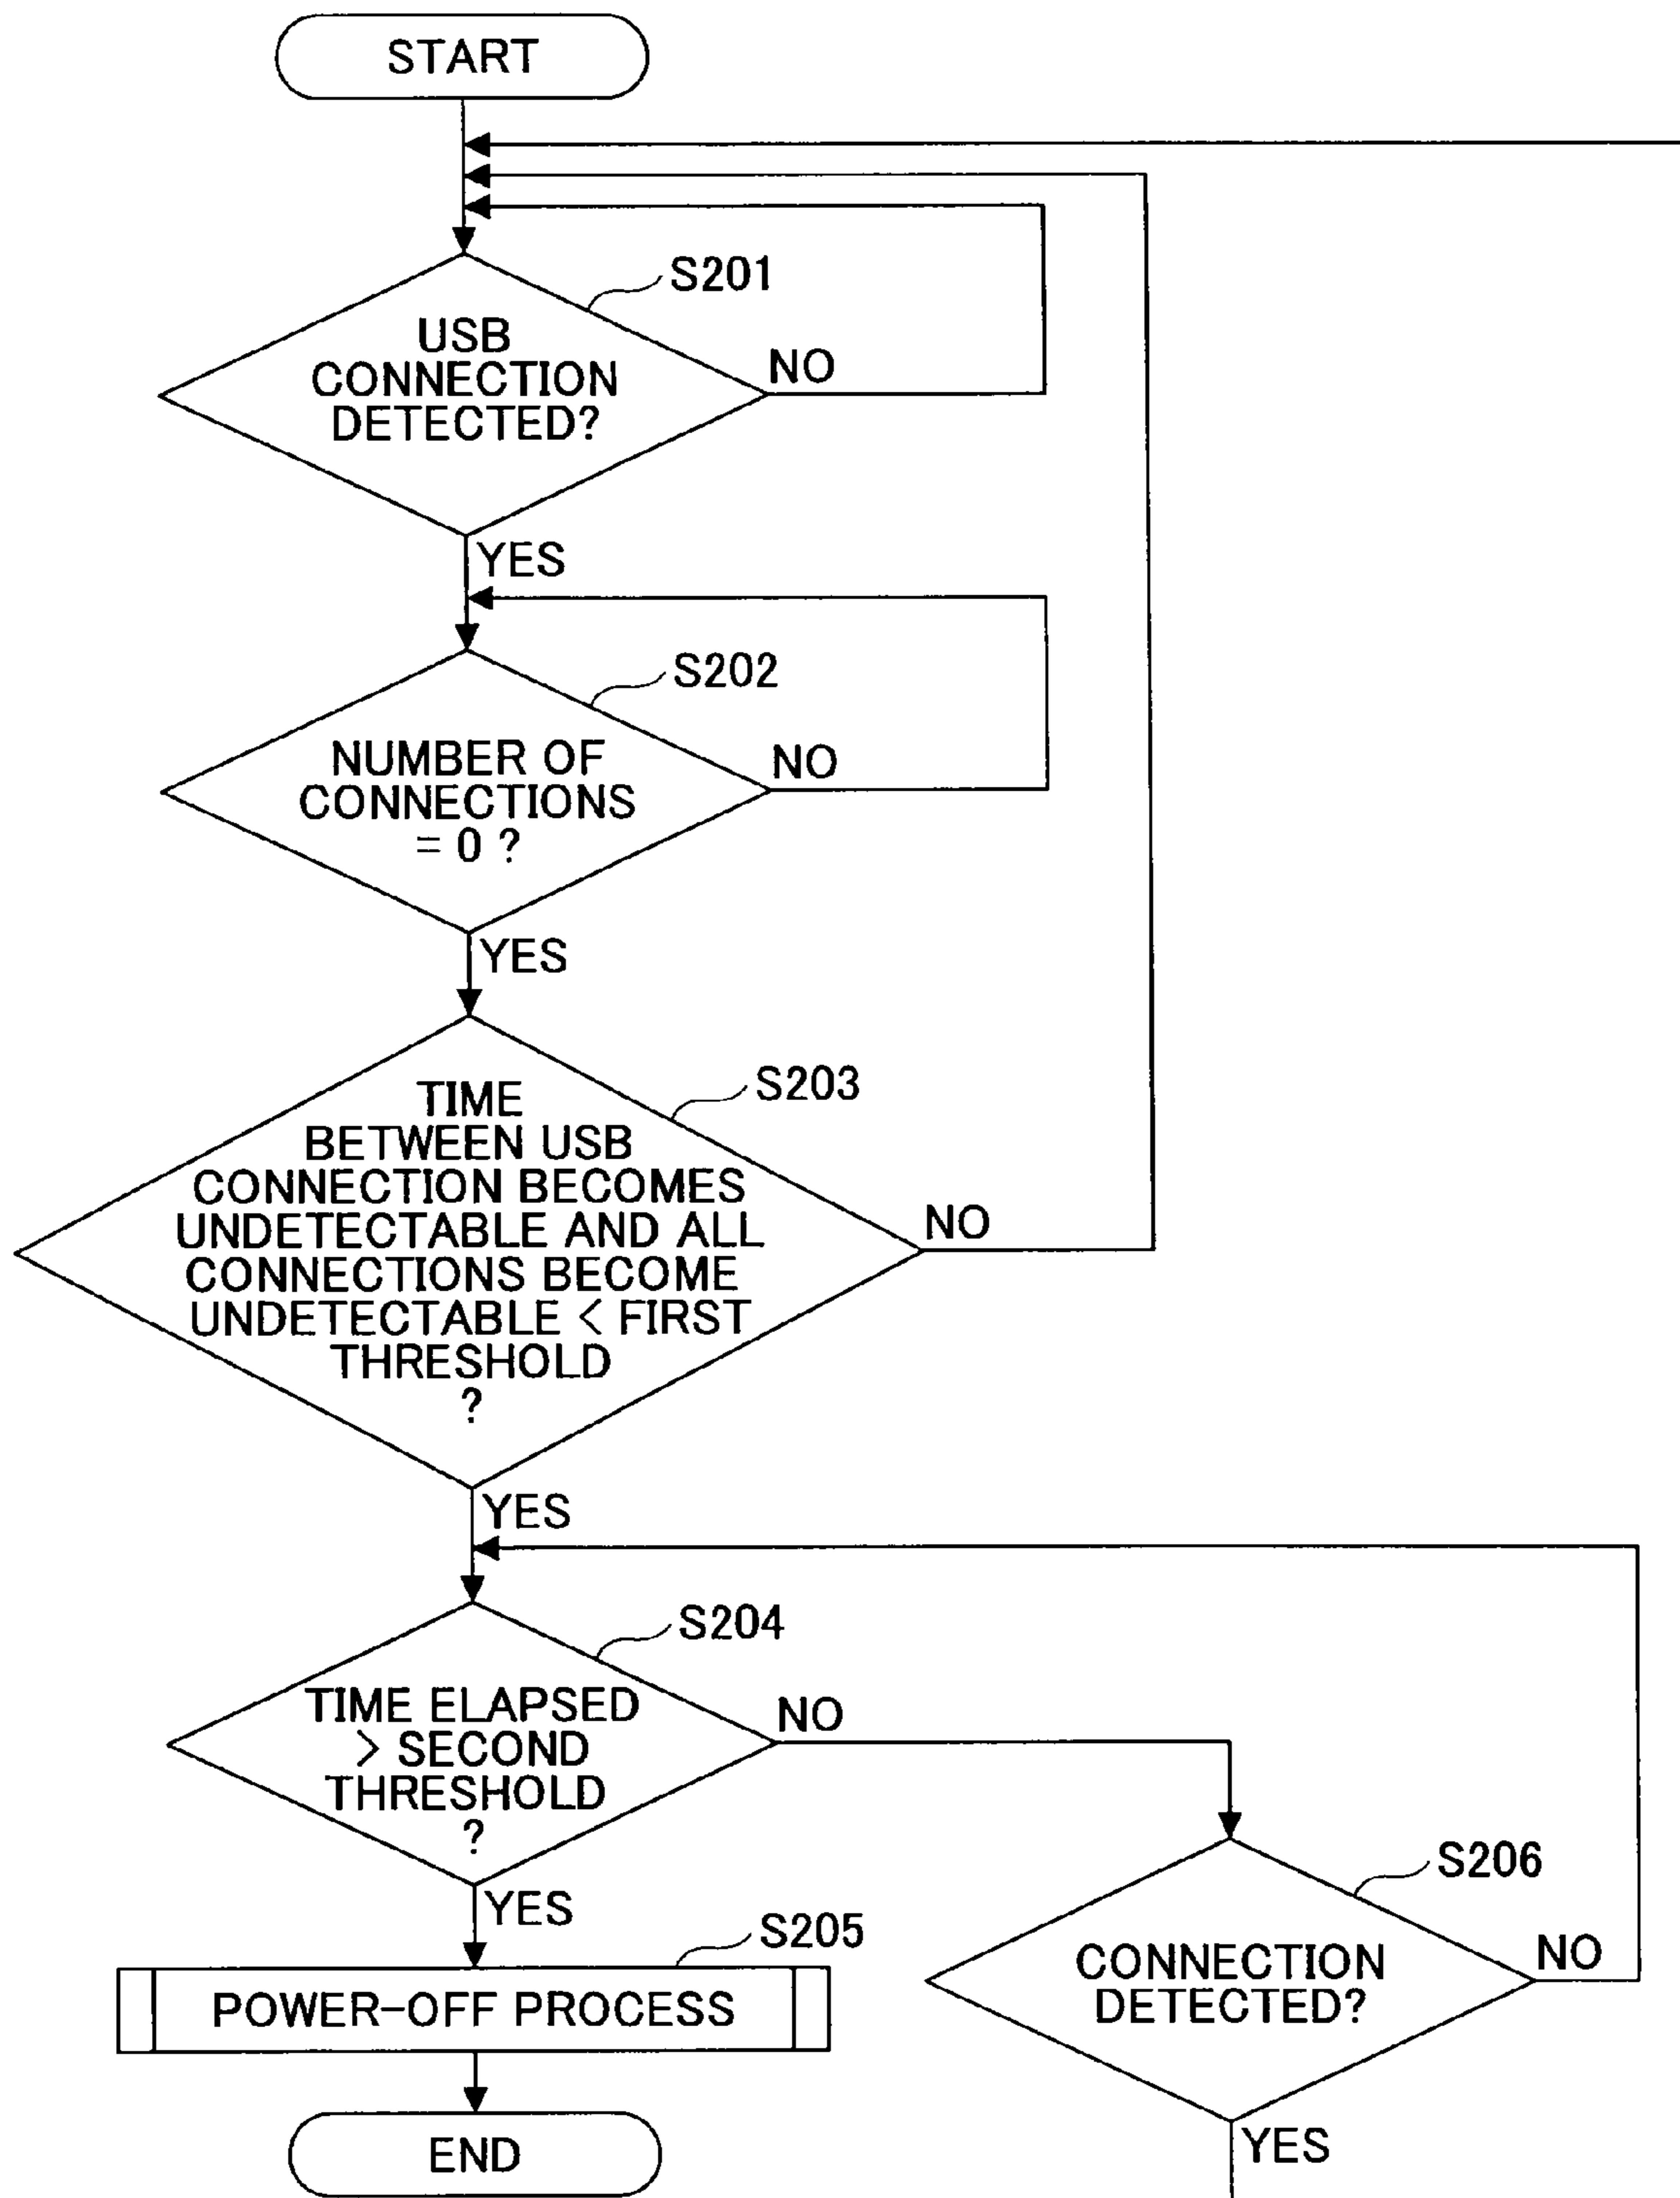 START
S201
USB
CONNECTION
DETECTED?
NO
YES
S202
NUMBER OF
CONNECTIONS
= 0 ?
NO
YES
S203
TIME
BETWEEN USB
CONNECTION BECOMES
UNDETECTABLE AND ALL
CONNECTIONS BECOME
UNDETECTABLE < FIRST
THRESHOLD
?
NO
YES
S204
TIME ELAPSED
> SECOND
THRESHOLD
?
NO
YES
S205
POWER-OFF PROCESS
END
S206
CONNECTION
DETECTED?
NO
YES